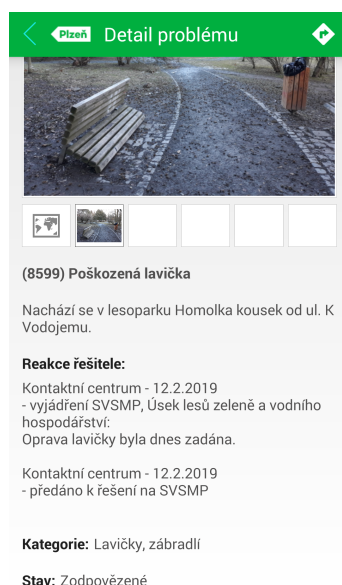 Plzeň
Detail problému
(8599) Poškozená lavička
Nachází se v lesoparku Homolka kousek od ul. K
Vodojemu.
Reakce řešitele:
Kontaktní centrum - 12.2.2019
- vyjádření SVSMP, Úsek lesů zeleně a vodního
hospodářství:
Oprava lavičky byla dnes zadána.
Kontaktní centrum - 12.2.2019
- předáno k řešení na SVSMP
Kategorie: Lavičky, zábradlí
Stav: Zodpovězené